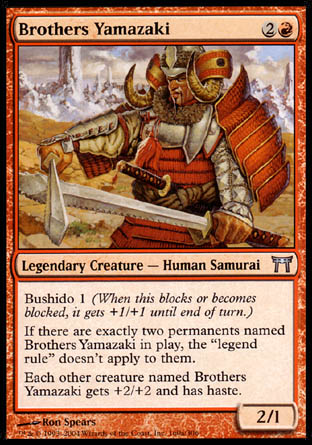 Brothers Yamazaki 2
Legendary Creature — Human Samurai
Bushido 1 (When this blocks or becomes
blocked, it gets +1/+1 until end of turn.)
If there are exactly two permanents named
Brothers Yamazaki in play, the “legend
rule” doesn’t apply to them.
Each other creature named Brothers
Yamazaki gets +2/+2 and has haste.
Ron Spears
2/1